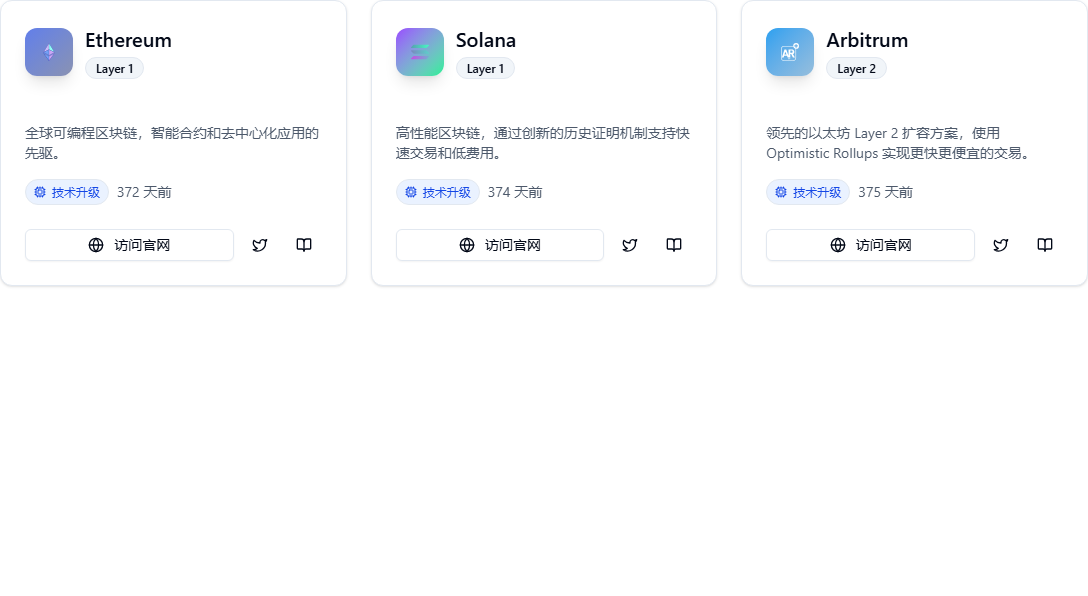 Ethereum
Layer 1
全球可编程区块链，智能合约和去中心化应用的
先驱。
技术升级 372 天前
访问官网
Solana
Layer 1
高性能区块链，通过创新的历史证明机制支持快
速交易和低费用。
技术升级 374 天前
访问官网
AR
Arbitrum
Layer 2
领先的以太坊 Layer 2 扩容方案，使用
Optimistic Rollups 实现更快更便宜的交易。
技术升级 375 天前
访问官网